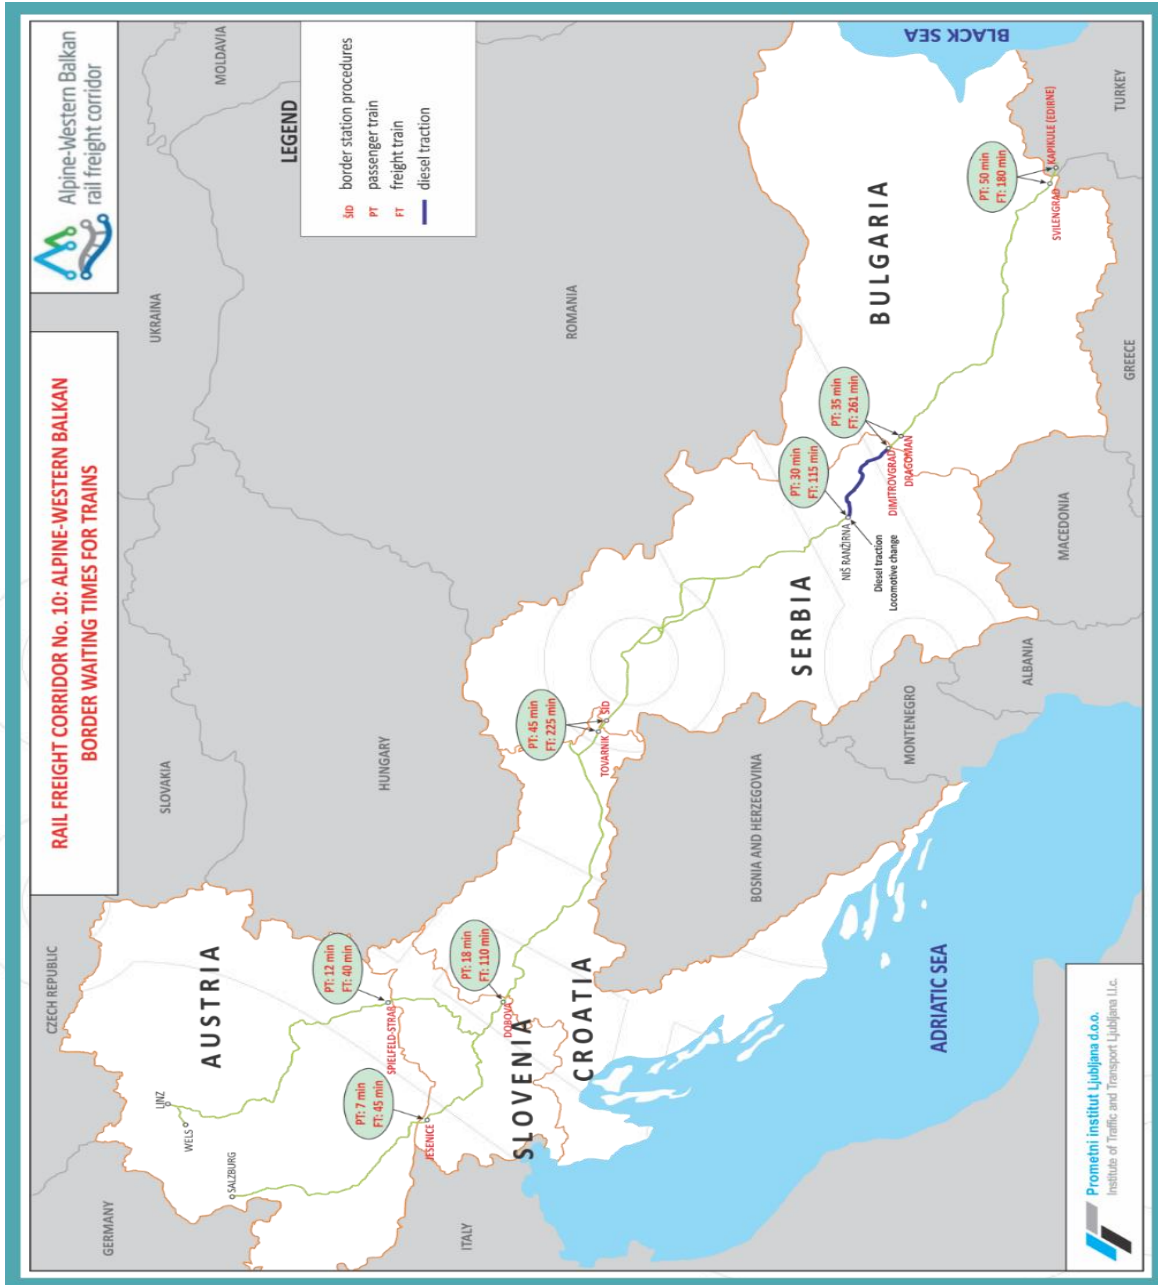 RAIL FREIGHT CORRIDOR No. 10: ALPINE-WESTERN BALKAN
BORDER WAITING TIMES FOR TRAINS
Alpine-Western Balkan
rail freight corridor
LEGEND
ŠID border station procedures
PT passenger train
FT freight train
diesel traction
GERMANY
CZECH REPUBLIC
SLOVAKIA
UKRAINE
MOLDAVIA
HUNGARY
ROMANIA
BLACK SEA
ITALY
AUSTRIA
SLOVENIA
CROATIA
SERBIA
BULGARIA
BOSNIA AND HERZEGOVINA
MONTENEGRO
ALBANIA
MACEDONIA
GREECE
TURKEY
ADRIATIC SEA
SALZBURG
WELS
LINZ
PT: 7 min
FT: 45 min
JESENICE
PT: 12 min
FT: 40 min
SPIELFELD-STRAß
PT: 18 min
FT: 110 min
DOBOVA
PT: 45 min
FT: 225 min
TOVARNIK
ŠID
PT: 30 min
FT: 115 min
NIŠ RANŽIRNA
Diesel traction
Locomotive change
PT: 35 min
FT: 261 min
DIMITROVGRAD
DRAGOMAN
PT: 50 min
FT: 180 min
SVILENGRAD
KAPIKULE (EDIRNE)
Prometni institut Ljubljana d.o.o.
Institute of Traffic and Transport Ljubljana l.l.c.